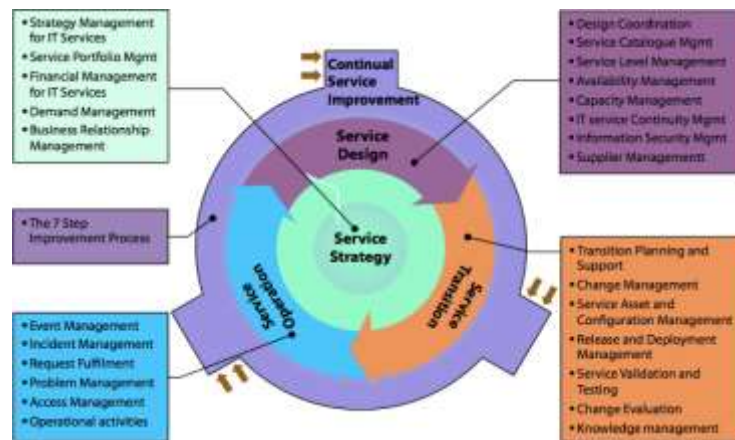 • Strategy Management
for IT Services
• Service Portfolio Mgmt
• Financial Management
for IT Services
• Demand Management
• Business Relationship
Management
Continual
Service
Improvement
• Design Coordination
• Service Catalogue Mgmt
• Service Level Management
• Availability Management
• Capacity Management
• IT service Continuity Mgmt
• Information Security Mgmt
• Supplier Managementt
Service
Design
• The 7 Step
Improvement Process
Service
Strategy
Service
Operation
Service
Transition
• Event Management
• Incident Management
• Request Fulfilment
• Problem Management
• Access Management
• Operational activities
• Transition Planning and
Support
• Change Management
• Service Asset and
Configuration Management
• Release and Deployment
Management
• Service Validation and
Testing
• Change Evaluation
• Knowledge management